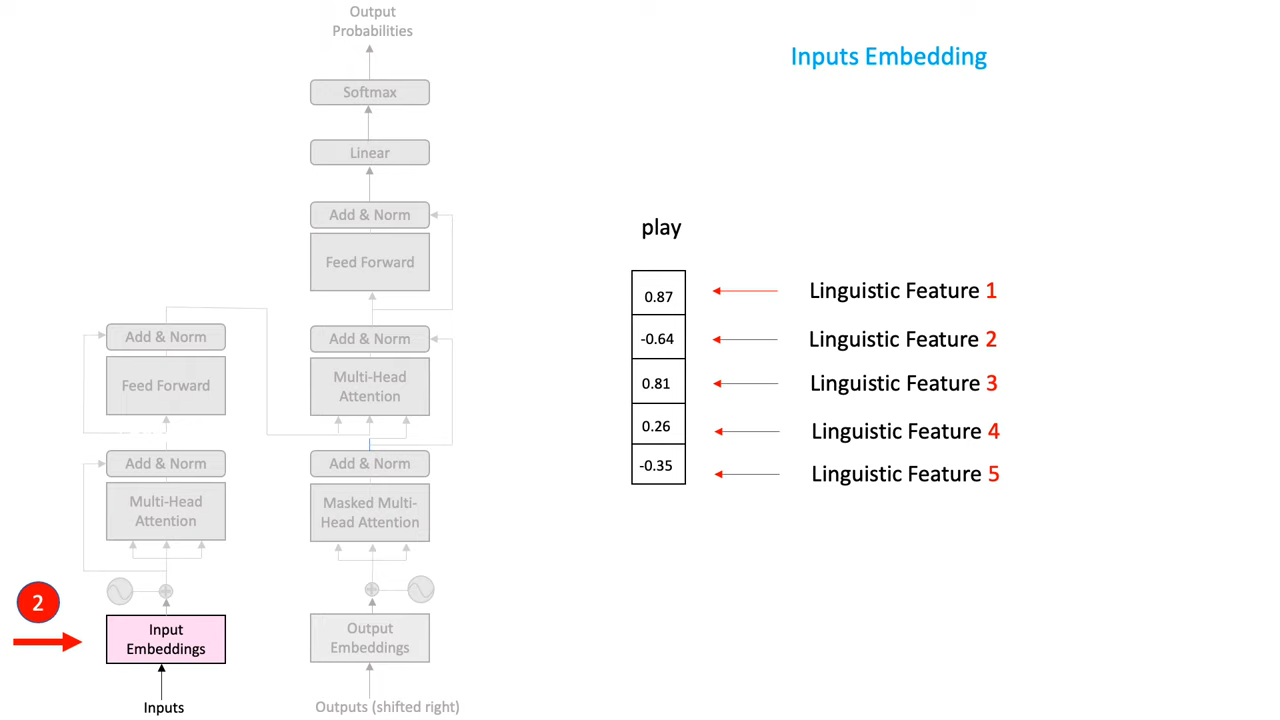 Output
Probabilities
Softmax
Linear
Add & Norm
Feed Forward
Add & Norm
Multi-Head
Attention
Add & Norm
Masked Multi-
Head Attention
Output
Embeddings
Outputs (shifted right)
Add & Norm
Feed Forward
Add & Norm
Multi-Head
Attention
2
Input
Embeddings
Inputs
Inputs Embedding
play
0.87
Linguistic Feature 1
-0.64
Linguistic Feature 2
0.81
Linguistic Feature 3
0.26
Linguistic Feature 4
-0.35
Linguistic Feature 5